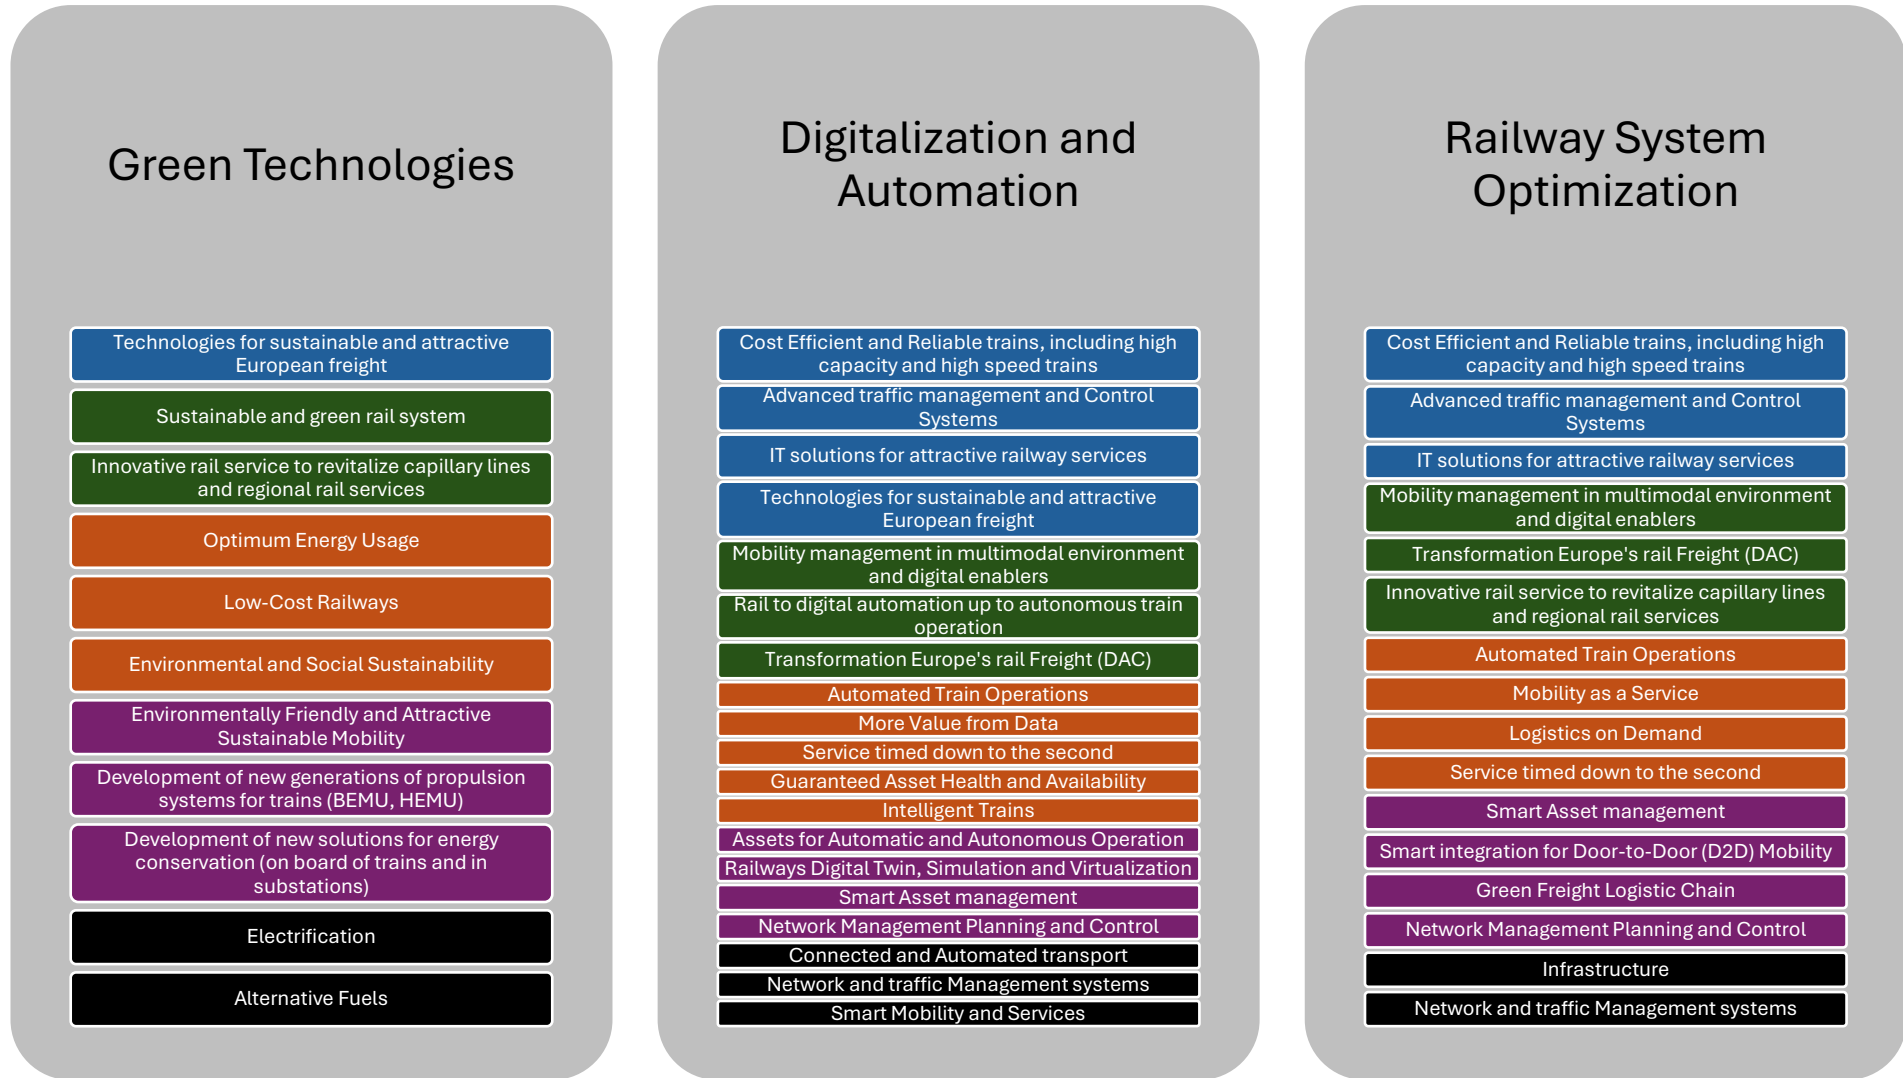 Green Technologies
Technologies for sustainable and attractive
European freight
Sustainable and green rail system
Innovative rail service to revitalize capillary lines
and regional rail services
Optimum Energy Usage
Low-Cost Railways
Environmental and Social Sustainability
Environmentally Friendly and Attractive
Sustainable Mobility
Development of new generations of propulsion
systems for trains (BEMU, HEMU)
Development of new solutions for energy
conservation (on board of trains and in
substations)
Electrification
Alternative Fuels
Digitalization and
Automation
Cost Efficient and Reliable trains, including high
capacity and high speed trains
Advanced traffic management and Control
Systems
IT solutions for attractive railway services
Technologies for sustainable and attractive
European freight
Mobility management in multimodal environment
and digital enablers
Rail to digital automation up to autonomous train
operation
Transformation Europe's rail Freight (DAC)
Automated Train Operations
More Value from Data
Service timed down to the second
Guaranteed Asset Health and Availability
Intelligent Trains
Assets for Automatic and Autonomous Operation
Railways Digital Twin, Simulation and Virtualization
Smart Asset management
Network Management Planning and Control
Connected and Automated transport
Network and traffic Management systems
Smart Mobility and Services
Railway System
Optimization
Cost Efficient and Reliable trains, including high
capacity and high speed trains
Advanced traffic management and Control
Systems
IT solutions for attractive railway services
Mobility management in multimodal environment
and digital enablers
Transformation Europe's rail Freight (DAC)
Innovative rail service to revitalize capillary lines
and regional rail services
Automated Train Operations
Mobility as a Service
Logistics on Demand
Service timed down to the second
Smart Asset management
Smart integration for Door-to-Door (D2D) Mobility
Green Freight Logistic Chain
Network Management Planning and Control
Infrastructure
Network and traffic Management systems